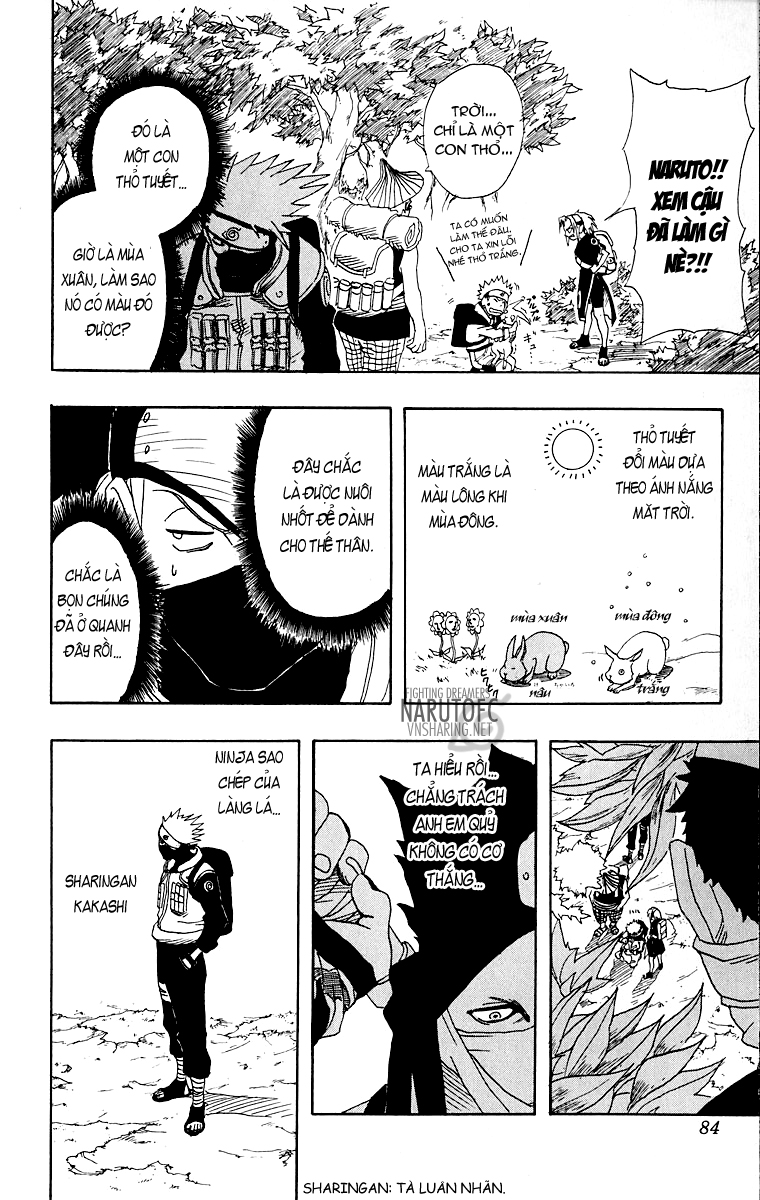 NARUTO!!
XEM CẬU
ĐÃ LÀM GÌ
NÈ?!!
TRỜI...
CHỈ LÀ MỘT
CON THỎ...
TA CÓ MUỐN
LÀM THẾ ĐÂU,
CHO TA XIN LỖI
NHÉ THỎ TRẮNG.
ĐÓ LÀ
MỘT CON
THỎ TUYẾT...
GIỜ LÀ MÙA
XUÂN, LÀM SAO
NÓ CÓ MÀU ĐÓ
ĐƯỢC?
THỎ TUYẾT
ĐỔI MÀU DỰA
THEO ÁNH NẮNG
MĂT TRỜI.
MÀU TRẮNG LÀ
MÀU LÔNG KHI
MÙA ĐÔNG.
mùa xuân
nâu
mùa đông
trắng
ĐÂY CHẮC
LÀ ĐƯỢC NUÔI
NHỐT ĐỂ DÀNH
CHO THẾ THÂN.
CHẮC LÀ
BỌN CHÚNG
ĐÃ Ở QUANH
ĐÂY RỒI...
FIGHTING DREAMERS
NARUTOFC
VNSHARING.NET
TA HIỂU RỒI...
CHẲNG TRÁCH
ANH EM QUỶ
KHÔNG CÓ CƠ
THẮNG...
NINJA SAO
CHÉP CỦA
LÀNG LÁ...
SHARINGAN
KAKASHI
84
SHARINGAN: TÀ LUÂN NHÃN.